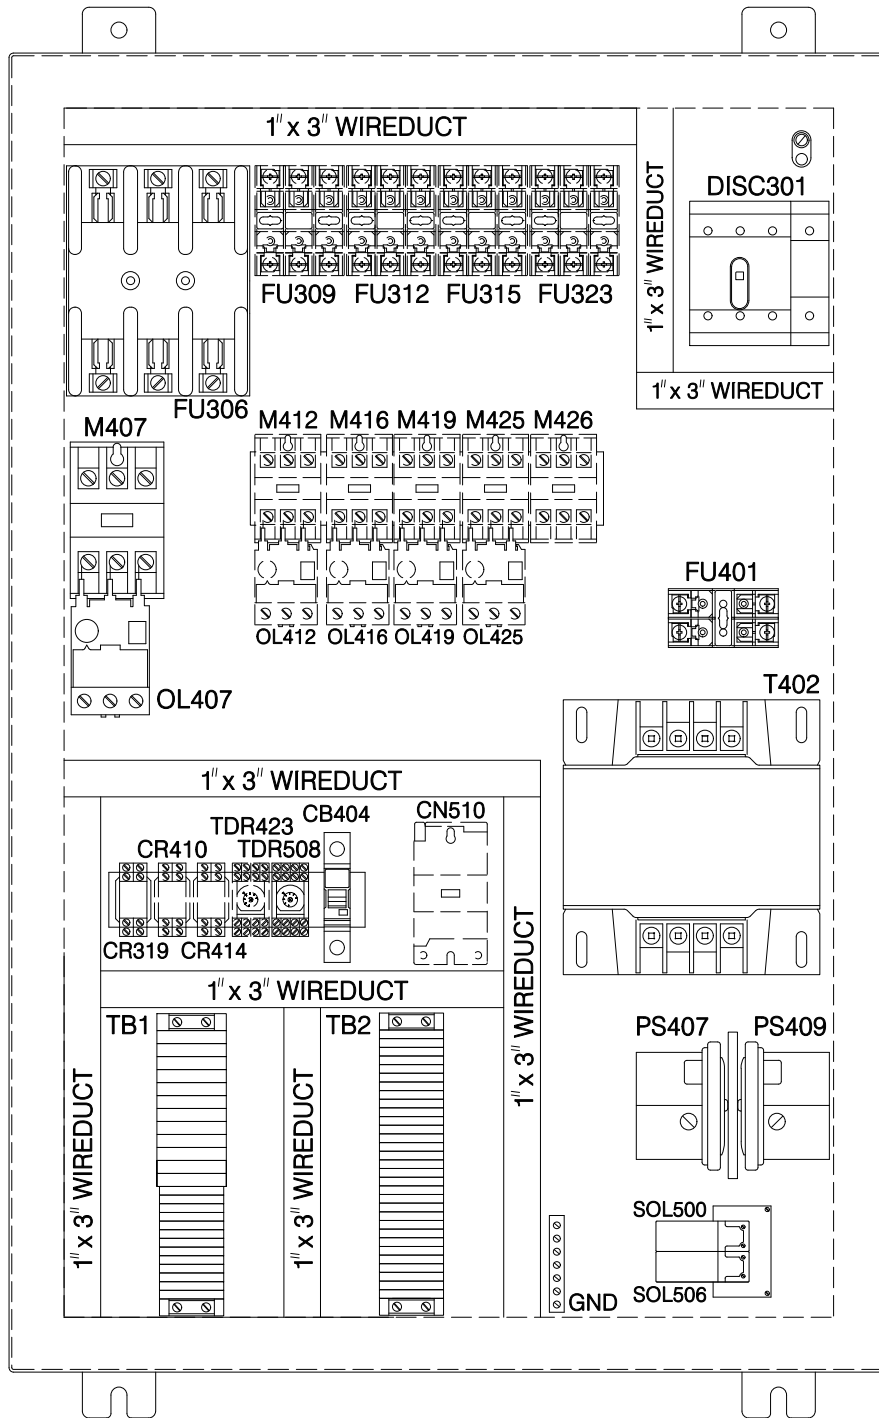 1" x 3" WIREDUCT
1" x 3" WIREDUCT
DISC301
FU309 FU312 FU315 FU323
1" x 3" WIREDUCT
FU306
M407
M412 M416 M419 M425 M426
FU401
OL412 OL416 OL419 OL425
OL407
T402
1" x 3" WIREDUCT
TDR423
CB404
CN510
CR410
TDR508
CR319 CR414
1" x 3" WIREDUCT
1" x 3" WIREDUCT
TB1
TB2
PS407 PS409
1" x 3" WIREDUCT
1" x 3" WIREDUCT
SOL500
SOL506
GND